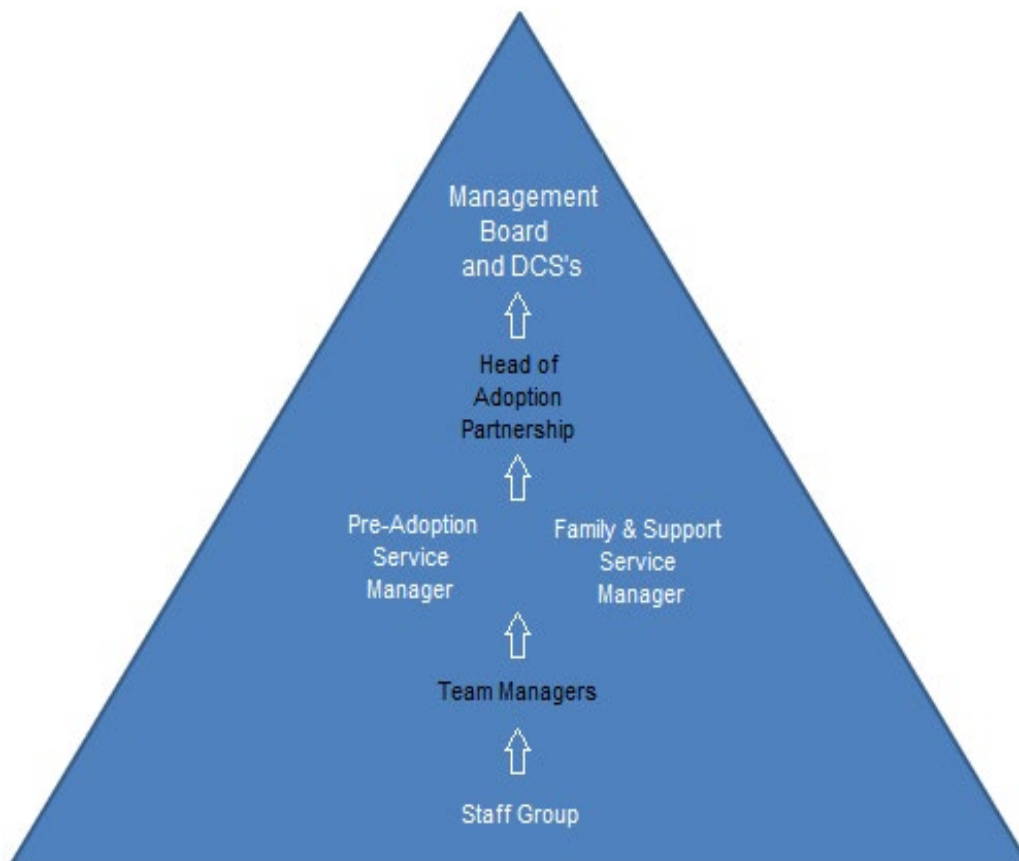 Management
Board
and DCS's
Head of
Adoption
Partnership
Pre-Adoption
Service
Manager
Family & Support
Service
Manager
Team Managers
Staff Group